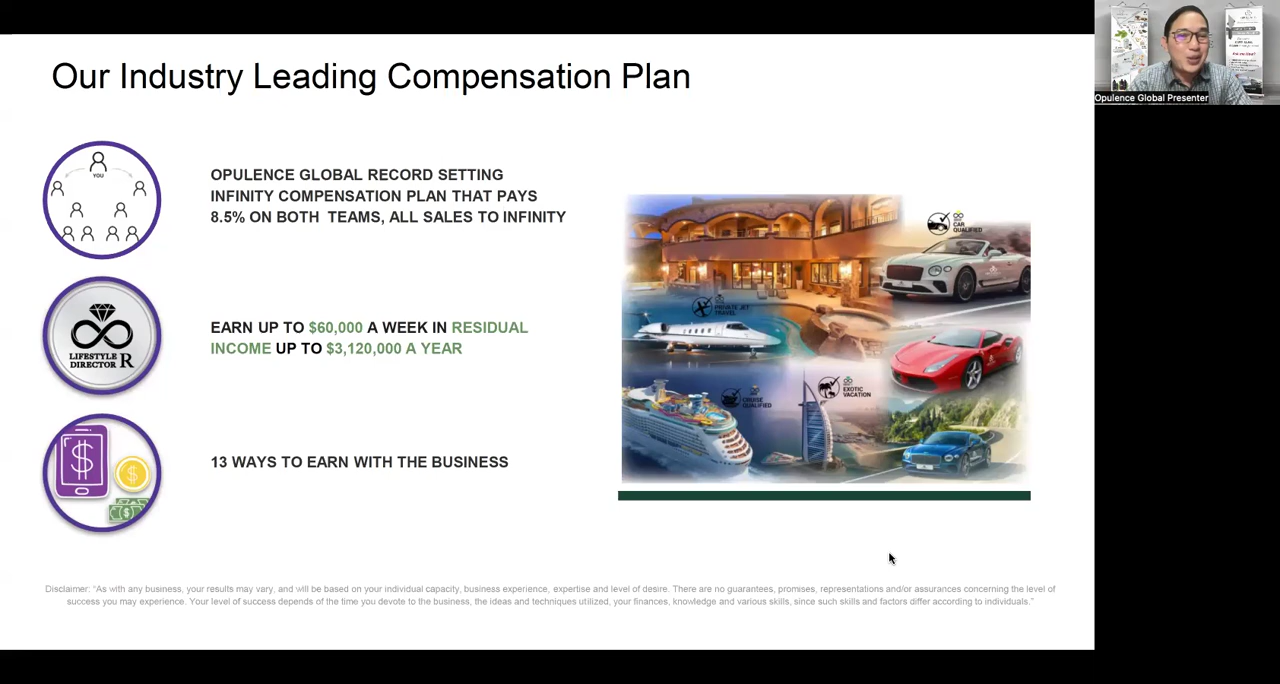 Our Industry Leading Compensation Plan
YOU
OPULENCE GLOBAL RECORD SETTING
INFINITY COMPENSATION PLAN THAT PAYS
8.5% ON BOTH TEAMS, ALL SALES TO INFINITY
LIFESTYLE
DIRECTOR R
EARN UP TO $60,000 A WEEK IN RESIDUAL
INCOME UP TO $3,120,000 A YEAR
$
$
$
13 WAYS TO EARN WITH THE BUSINESS
CAR
QUALIFIED
PRIVATE JET
TRAVEL
CRUISE
QUALIFIED
EXOTIC
VACATION
Disclaimer: “As with any business, your results may vary, and will be based on your individual capacity, business experience, expertise and level of desire. There are no guarantees, promises, representations and/or assurances concerning the level of
success you may experience. Your level of success depends of the time you devote to the business, the ideas and techniques utilized, your finances, knowledge and various skills, since such skills and factors differ according to individuals.”
Opulence Global Presenter